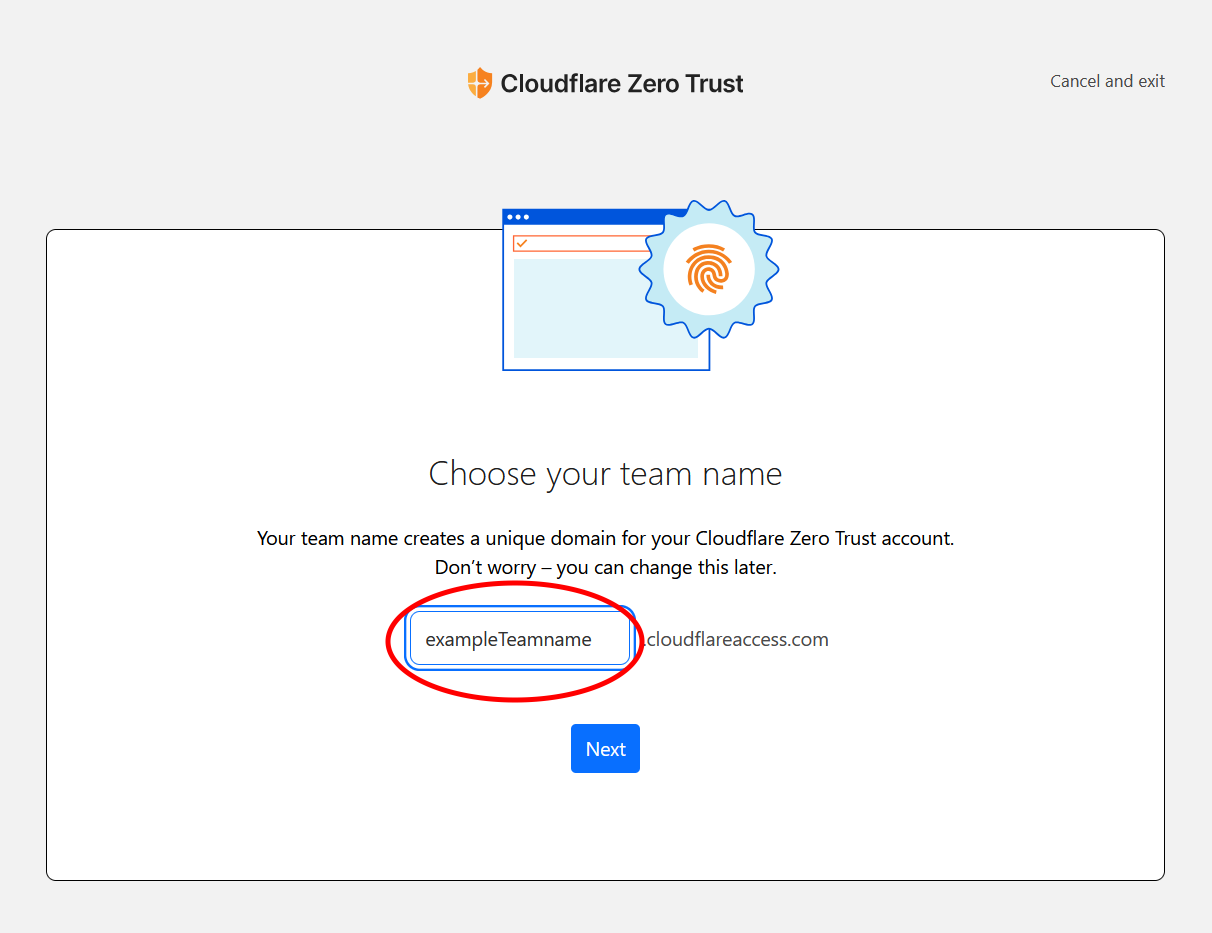 Cloudflare Zero Trust
Cancel and exit
Choose your team name
Your team name creates a unique domain for your Cloudflare Zero Trust account.
Don’t worry – you can change this later.
exampleTeamname .cloudflareaccess.com
Next